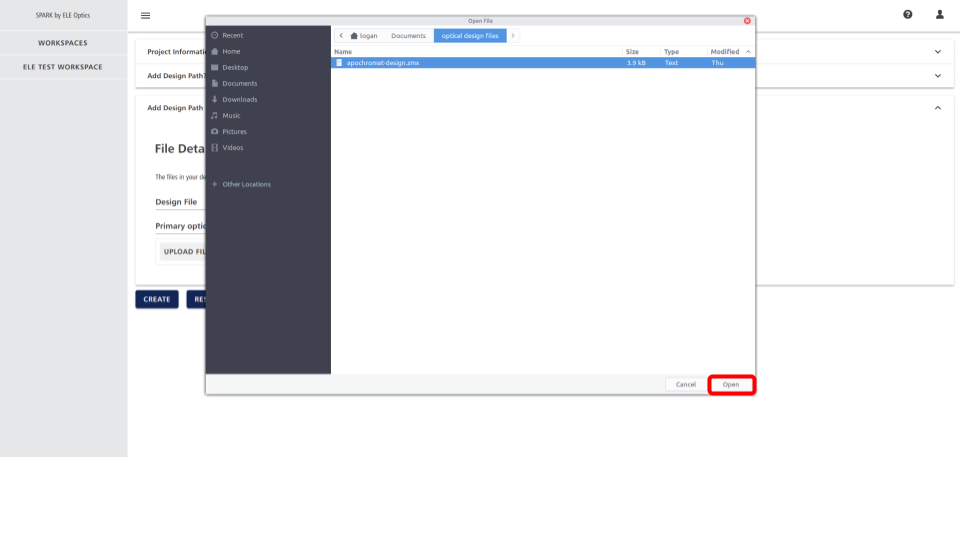 SPARK by ELE Optics
WORKSPACES
ELE TEST WORKSPACE
Open File
Recent
Home
Desktop
Documents
Downloads
Music
Pictures
Videos
Other Locations
logan
Documents
optical design files
Name
Size
Type
Modified
apochromat-design.zmx
3.9 kB
Text
Thu
Project Informati
Add Design Path?
Add Design Path
File Deta
The files in your de
Design File
Primary optic
UPLOAD FIL
CREATE
RES
Cancel
Open